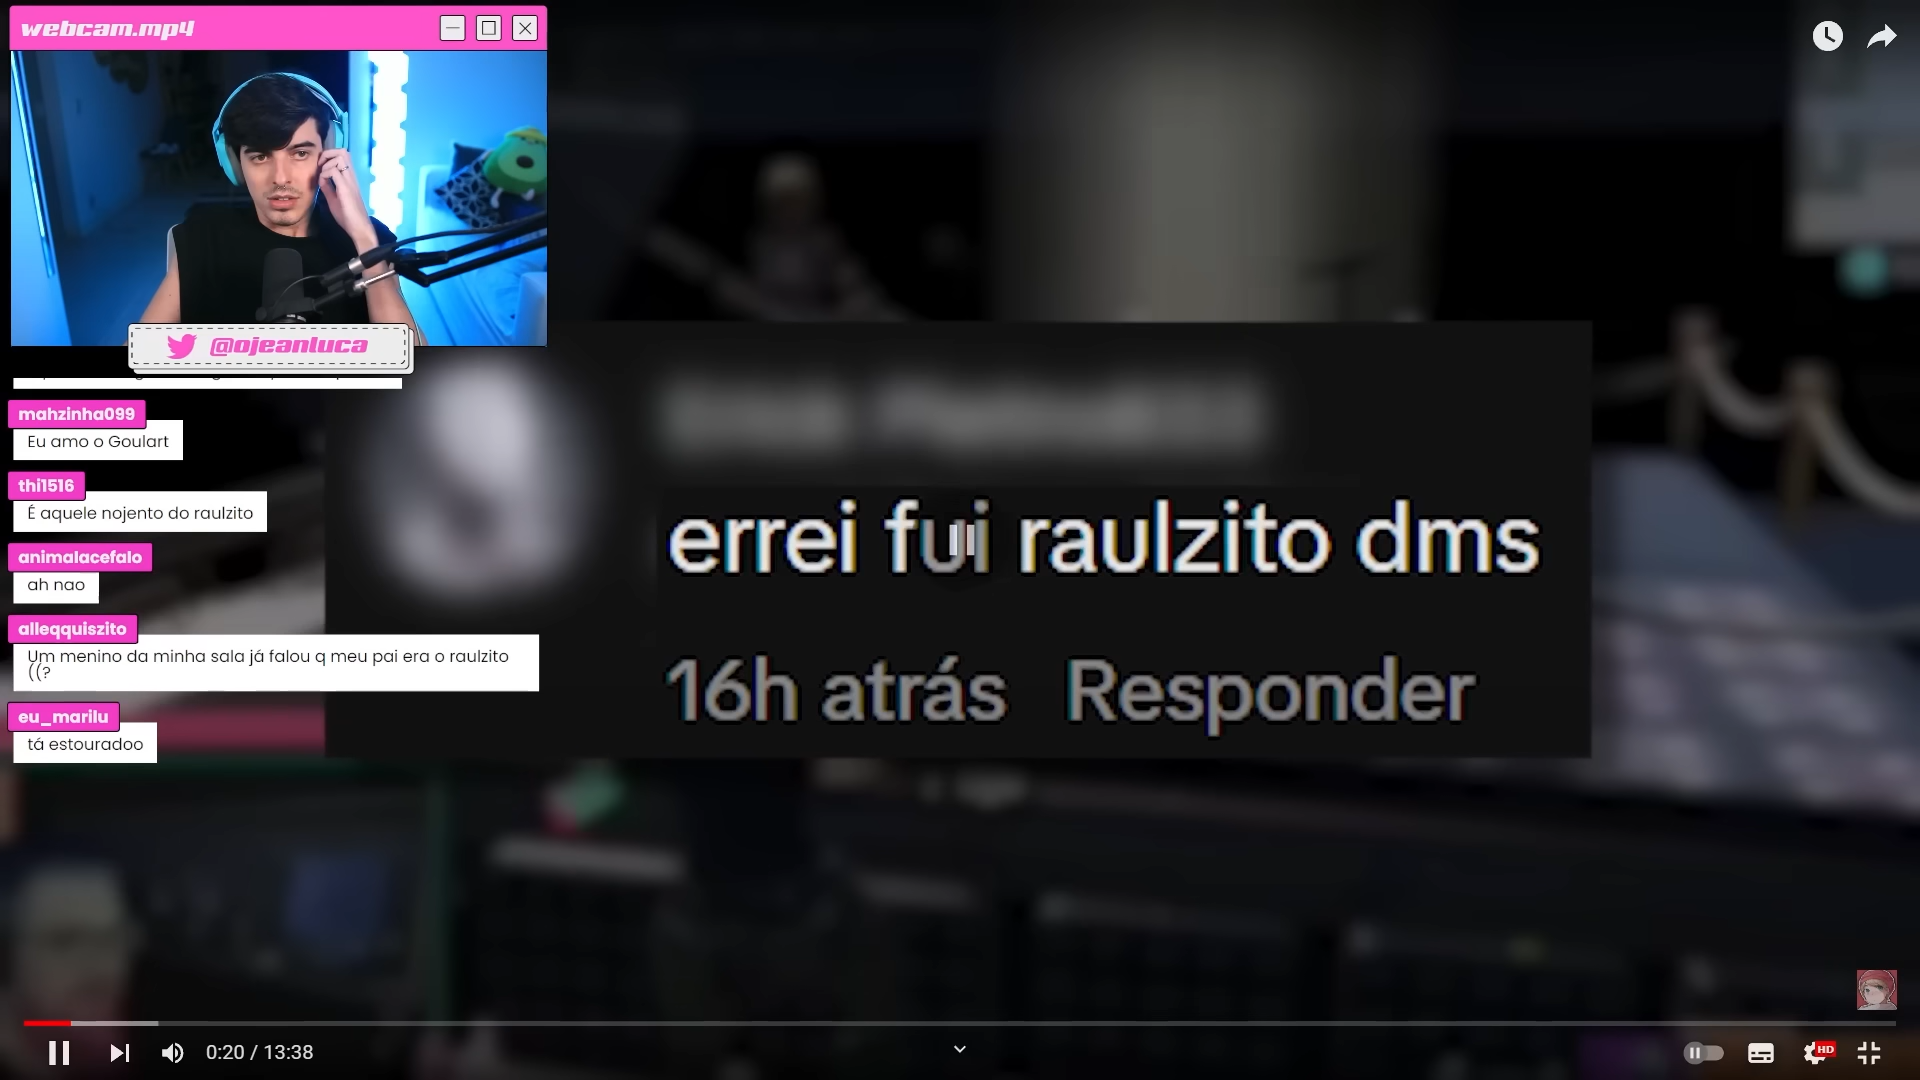 webcam.mp4
@ojeanluca
mahzinha099
Eu amo o Goulart
thi1516
É aquele nojento do raulzito
animalacefalo
ah nao
alleqquiszito
Um menino da minha sala já falou q meu pai era o raulzito
((?
eu_marilu
tá estouradoo
errei fui raulzito dms
16h atrás Responder
0:20 / 13:38
HD